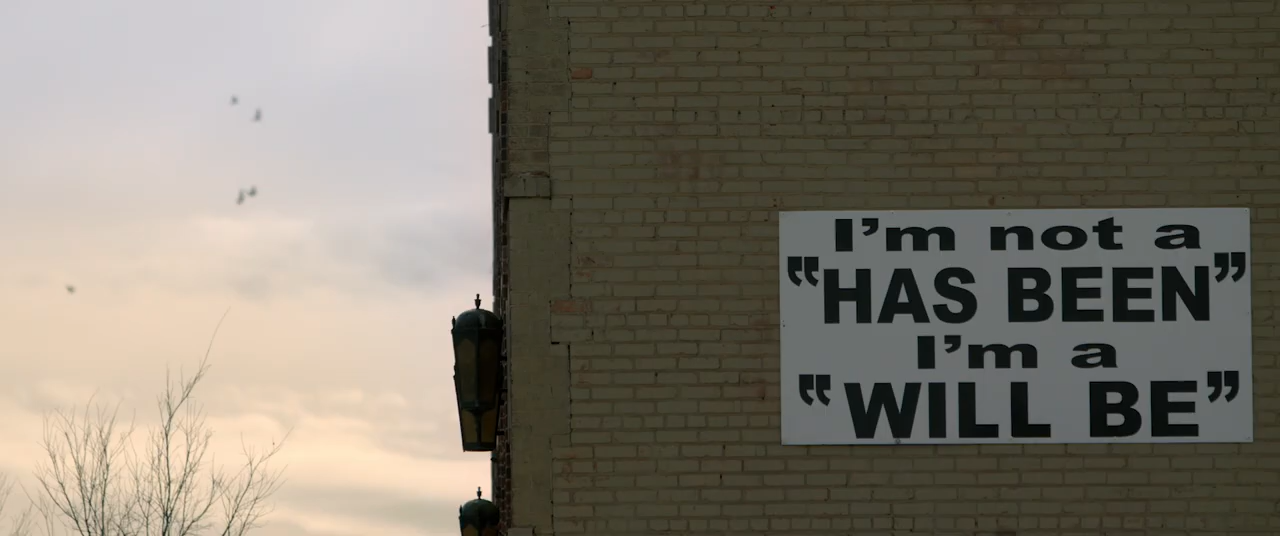 I’m not a
“HAS BEEN”
I’m a
“WILL BE”